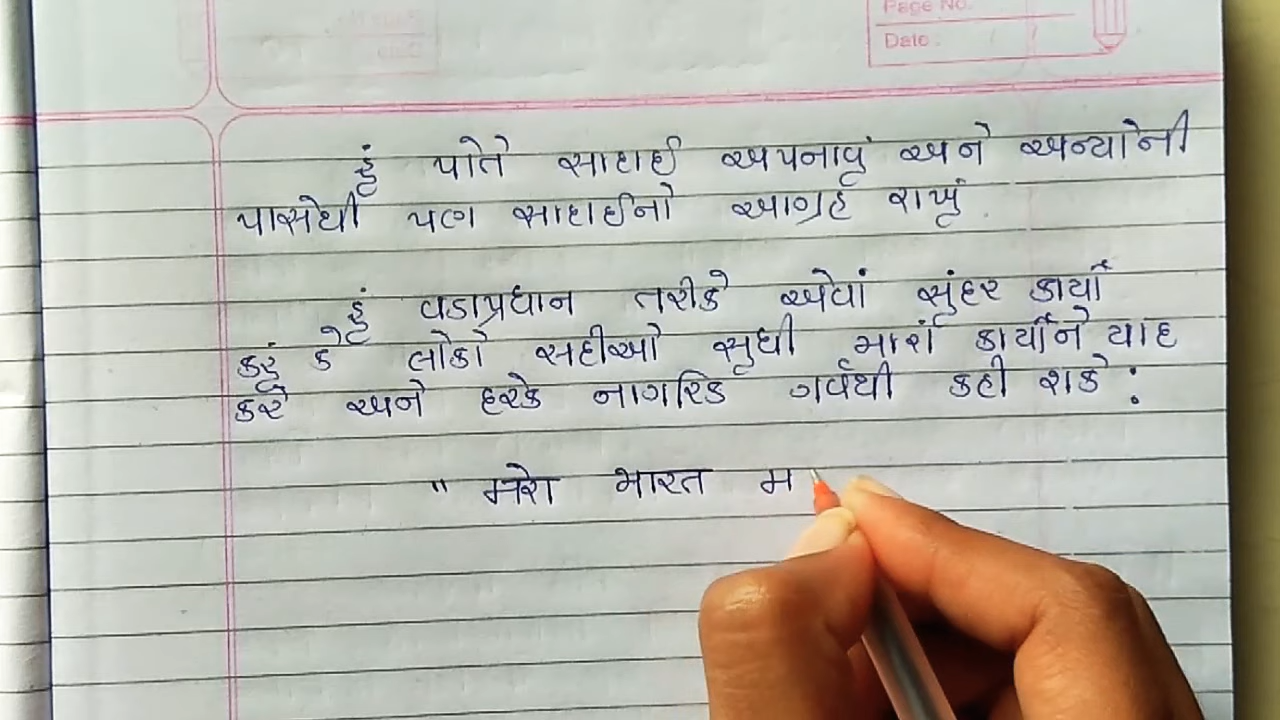 Page No.
Date :
હું પોતે સાદાઈ અપનાવું અને અન્યોની
પાસેથી પણ સાદાઈનો આગ્રહ રાખું
હું વડાપ્રધાન તરીકે એવાં સુંદર કાર્યો
કરું કે લોકો સદીઓ સુધી મારાં કાર્યોને યાદ
કરે અને દરેક નાગરિક ગર્વથી કહી શકે :
" मेरा भारत म